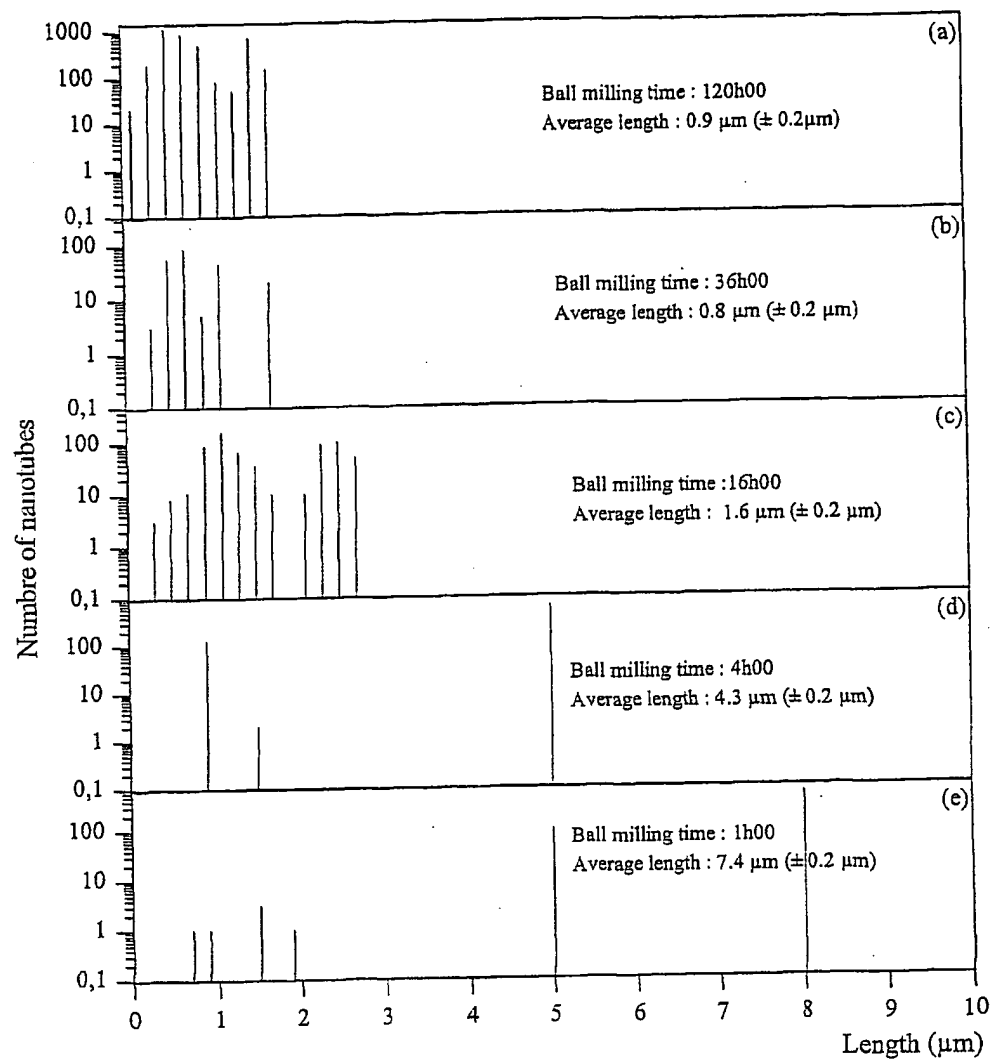 Numbre of nanotubes
1000
100
10
1
0,1
(a)
Ball milling time : 120h00
Average length : 0.9 µm (± 0.2µm)
100
10
1
0,1
(b)
Ball milling time : 36h00
Average length : 0.8 µm (± 0.2 µm)
100
10
1
0,1
(c)
Ball milling time :16h00
Average length : 1.6 µm (± 0.2 µm)
100
10
1
0,1
(d)
Ball milling time : 4h00
Average length : 4.3 µm (± 0.2 µm)
100
10
1
0,1
(e)
Ball milling time : 1h00
Average length : 7.4 µm (± 0.2 µm)
0 1 2 3 4 5 6 7 8 9 10
Length (µm)